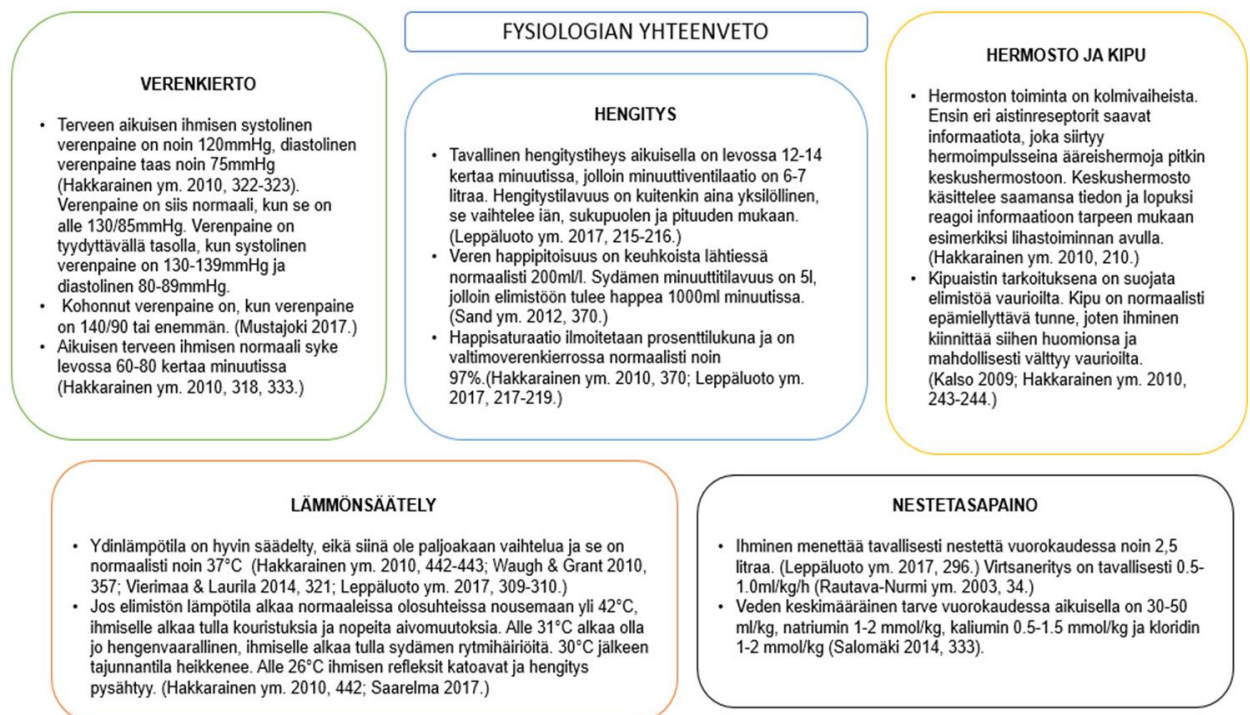 FYSIOLOGIAN YHTEENVETO
VERENKIERTO
• Terveen aikuisen ihmisen systolinen
verenpaine on noin 120mmHg, diastolinen
verenpaine taas noin 75mmHg
(Hakkarainen ym. 2010, 322-323).
Verenpaine on siis normaali, kun se on
alle 130/85mmHg. Verenpaine on
tyydyttävällä tasolla, kun systolinen
verenpaine on 130-139mmHg ja
diastolinen 80-89mmHg.
• Kohonnut verenpaine on, kun verenpaine
on 140/90 tai enemmän. (Mustajoki 2017.)
• Aikuisen terveen ihmisen normaali syke
levossa 60-80 kertaa minuutissa
(Hakkarainen ym. 2010, 318, 333.)
HENGITYS
• Tavallinen hengitystiheys aikuisella on levossa 12-14
kertaa minuutissa, jolloin minuuttiventilaatio on 6-7
litraa. Hengitystilavuus on kuitenkin aina yksilöllinen,
se vaihtelee iän, sukupuolen ja pituuden mukaan.
(Leppäluoto ym. 2017, 215-216.)
• Veren happipitoisuus on keuhkoista lähtiessä
normaalisti 200ml/l. Sydämen minuuttitilavuus on 5l,
jolloin elimistöön tulee happea 1000ml minuutissa.
(Sand ym. 2012, 370.)
• Happisaturaatio ilmoitetaan prosenttilukuna ja on
valtimoverenkierrossa normaalisti noin
97%.(Hakkarainen ym. 2010, 370; Leppäluoto ym.
2017, 217-219.)
HERMOSTO JA KIPU
• Hermoston toiminta on kolmivaiheista.
Ensin eri aistinreseptorit saavat
informaatiota, joka siirtyy
hermoimpulsseina ääreishermoja pitkin
keskushermostoon. Keskushermosto
käsittelee saamansa tiedon ja lopuksi
reagoi informaatioon tarpeen mukaan
esimerkiksi lihastoiminnan avulla.
(Hakkarainen ym. 2010, 210.)
• Kipuaistin tarkoituksena on suojata
elimistöä vaurioilta. Kipu on normaalisti
epämiellyttävä tunne, joten ihminen
kiinnittää siihen huomionsa ja
mahdollisesti välttyy vaurioilta.
(Kalso 2009; Hakkarainen ym. 2010,
243-244.)
LÄMMÖNSÄÄTELY
• Ydinlämpötila on hyvin säädelty, eikä siinä ole paljoakaan vaihtelua ja se on
normaalisti noin 37°C (Hakkarainen ym. 2010, 442-443; Waugh & Grant 2010,
357; Vierimaa & Laurila 2014, 321; Leppäluoto ym. 2017, 309-310.)
• Jos elimistön lämpötila alkaa normaaleissa olosuhteissa nousemaan yli 42°C,
ihmiselle alkaa tulla kouristuksia ja nopeita aivomuutoksia. Alle 31°C alkaa olla
jo hengenvaarallinen, ihmiselle alkaa tulla sydämen rytmihäiriöitä. 30°C jälkeen
tajunnantila heikkenee. Alle 26°C ihmisen refleksit katoavat ja hengitys
pysähtyy. (Hakkarainen ym. 2010, 442; Saarelma 2017.)
NESTETASAPAINO
• Ihminen menettää tavallisesti nestettä vuorokaudessa noin 2,5
litraa. (Leppäluoto ym. 2017, 296.) Virtsaneritys on tavallisesti 0.5-
1.0ml/kg/h (Rautava-Nurmi ym. 2003, 34.)
• Veden keskimääräinen tarve vuorokaudessa aikuisella on 30-50
ml/kg, natriumin 1-2 mmol/kg, kaliumin 0.5-1.5 mmol/kg ja kloridin
1-2 mmol/kg (Salomäki 2014, 333).